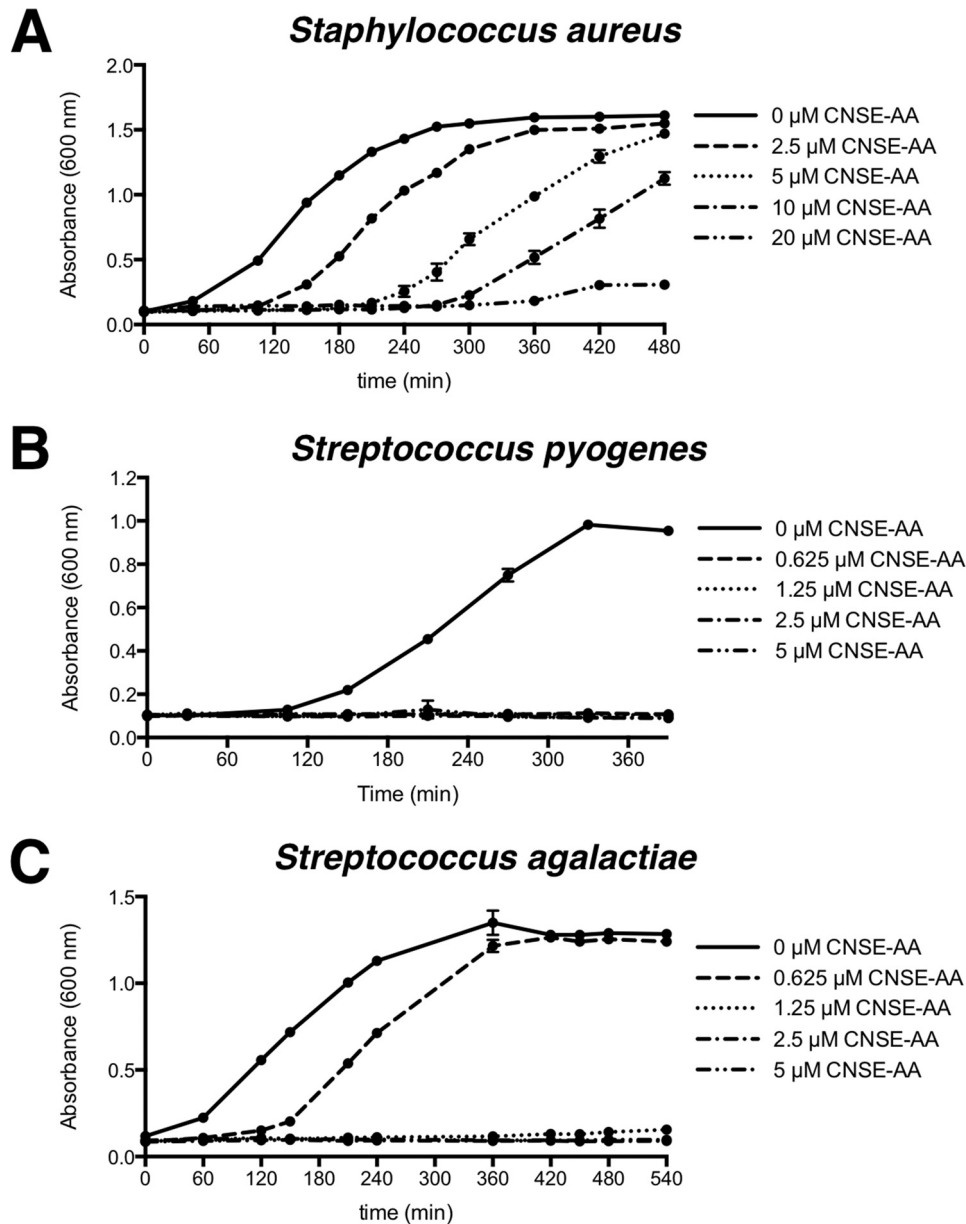 A
Staphylococcus aureus
2.0
1.5
1.0
0.5
0.0
Absorbance (600 nm)
0 60 120 180 240 300 360 420 480
time (min)
0 µM CNSE-AA
2.5 µM CNSE-AA
5 µM CNSE-AA
10 µM CNSE-AA
20 µM CNSE-AA
B
Streptococcus pyogenes
1.2
1.0
0.8
0.6
0.4
0.2
0.0
Absorbance (600 nm)
0 60 120 180 240 300 360
Time (min)
0 µM CNSE-AA
0.625 µM CNSE-AA
1.25 µM CNSE-AA
2.5 µM CNSE-AA
5 µM CNSE-AA
C
Streptococcus agalactiae
1.5
1.0
0.5
0.0
Absorbance (600 nm)
0 60 120 180 240 300 360 420 480 540
time (min)
0 µM CNSE-AA
0.625 µM CNSE-AA
1.25 µM CNSE-AA
2.5 µM CNSE-AA
5 µM CNSE-AA